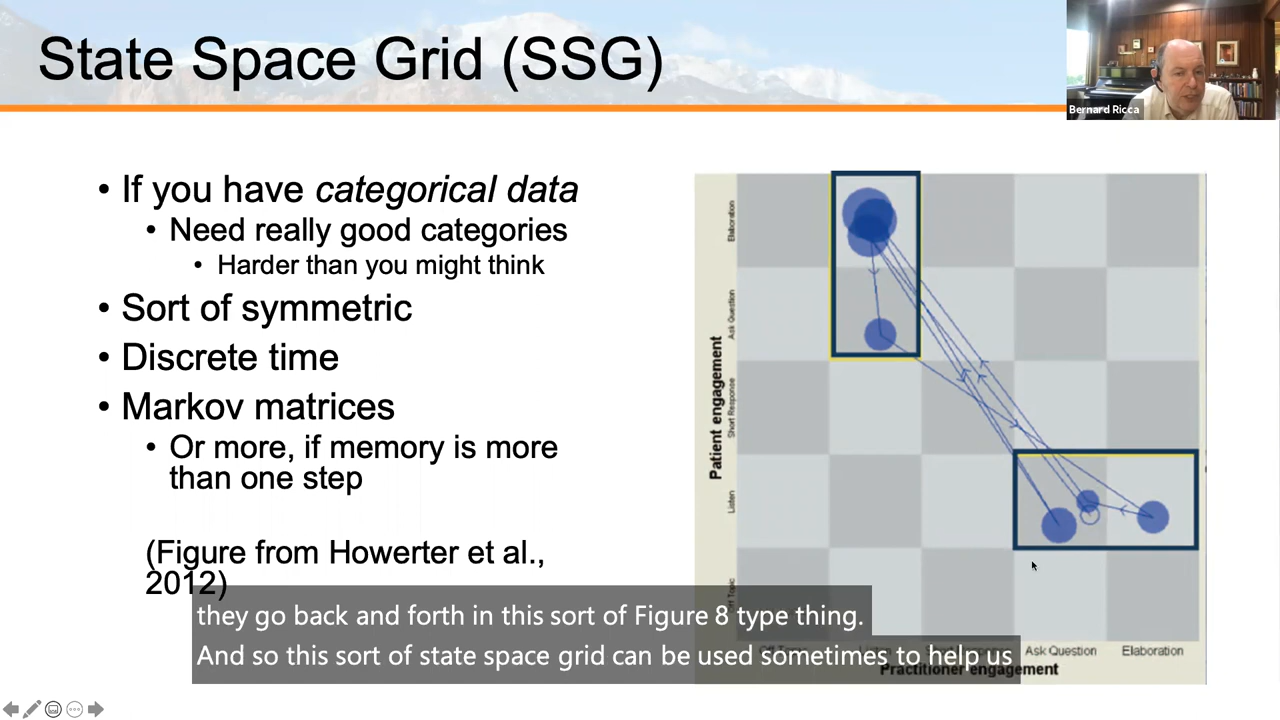 State Space Grid (SSG)
Bernard Ricca
• If you have categorical data
• Need really good categories
• Harder than you might think
• Sort of symmetric
• Discrete time
• Markov matrices
• Or more, if memory is more
than one step
(Figure from Howerter et al.,
2012)
Patient engagement
Elaboration
Ask Question
Short Response
Listen
Off Topic
Ask Question
Elaboration
Practitioner engagement
they go back and forth in this sort of Figure 8 type thing.
And so this sort of state space grid can be used sometimes to help us